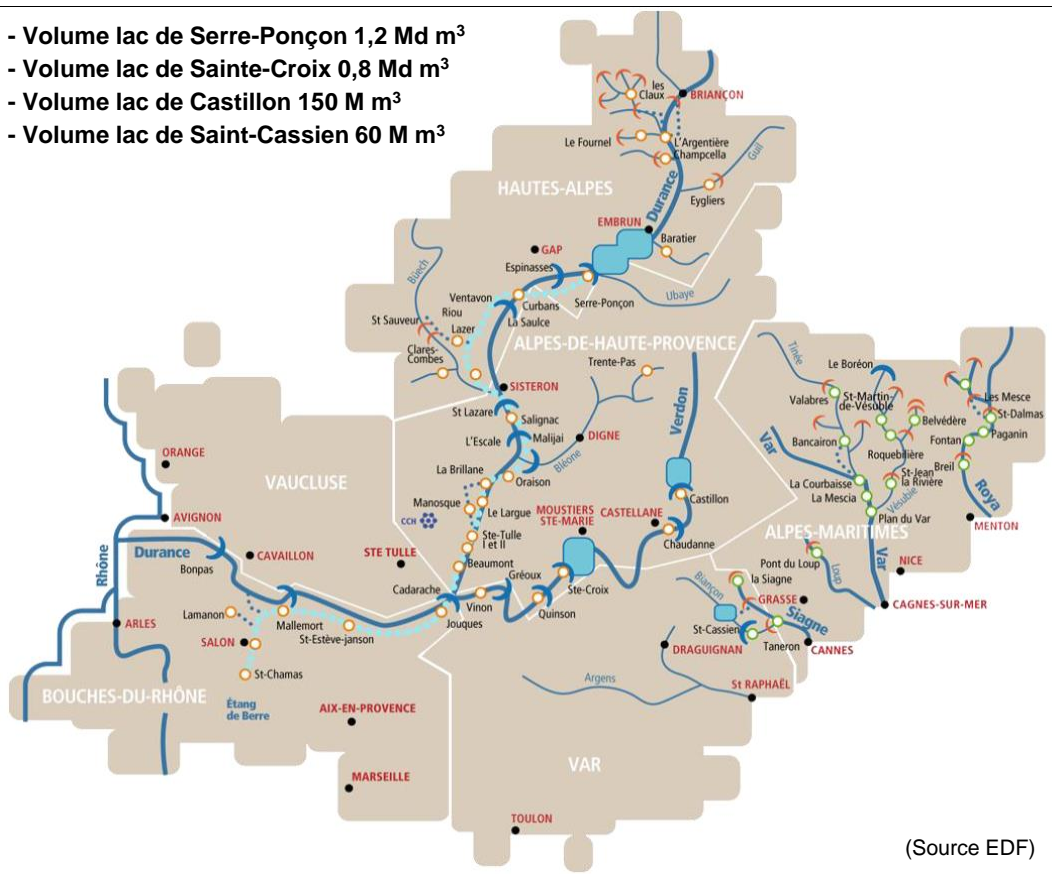 - Volume lac de Serre-Ponçon 1,2 Md m³
- Volume lac de Sainte-Croix 0,8 Md m³
- Volume lac de Castillon 150 M m³
- Volume lac de Saint-Cassien 60 M m³
les
Claux
BRIANÇON
Le Fournel
L'Argentière
Champcella
Guil
HAUTES-ALPES
Durance
Eygliers
EMBRUN
Baratier
GAP
Espinasses
Büech
Serre-Ponçon
Ubaye
Ventavon
Curbans
Riou
La Saulce
St Sauveur
Lazer
ALPES-DE-HAUTE-PROVENCE
Clares-
Combes
Trente-Pas
SISTERON
St Lazare
Salignac
L'Escale
Malijai
DIGNE
Bléone
Verdon
Tinée
Le Boréon
Valabres
St-Martin-
de-Vésuble
Belvédère
Les Mesce
St-Dalmas
Paganin
Fontan
Bancairon
Roquebilière
Breil
Var
St-Jean
la Rivière
La Courbaisse
La Mescia
Vésubie
Roya
Plan du Var
ORANGE
VAUCLUSE
La Brillane
Oraison
Manosque
Le Largue
CCH
MOUSTIERS
STE-MARIE
CASTELLANE
Castillon
ALPES-MARITIMES
MENTON
AVIGNON
Ste-Tulle
I et II
Chaudanne
Durance
CAVAILLON
STE TULLE
Beaumont
Gréoux
Ste-Croix
Pont du Loup
Var
NICE
Bonpas
Rhône
Cadarache
Vinon
Quinson
la Siagne
Loup
Biançon
GRASSE
CAGNES-SUR-MER
Lamanon
Mallemort
Jouques
St-Cassien
Siagne
ARLES
SALON
St-Estève-janson
Taneron
CANNES
DRAGUIGNAN
St-Chamas
Argens
St RAPHAËL
BOUCHES-DU-RHÔNE
Étang
de Berre
AIX-EN-PROVENCE
VAR
MARSEILLE
TOULON
(Source EDF)